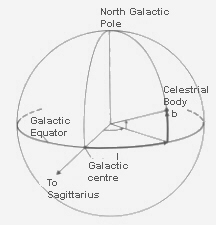 North Galactic
Pole
Celestrial
Body
b
Galactic
Equator
l
Galactic
centre
To
Sagittarius